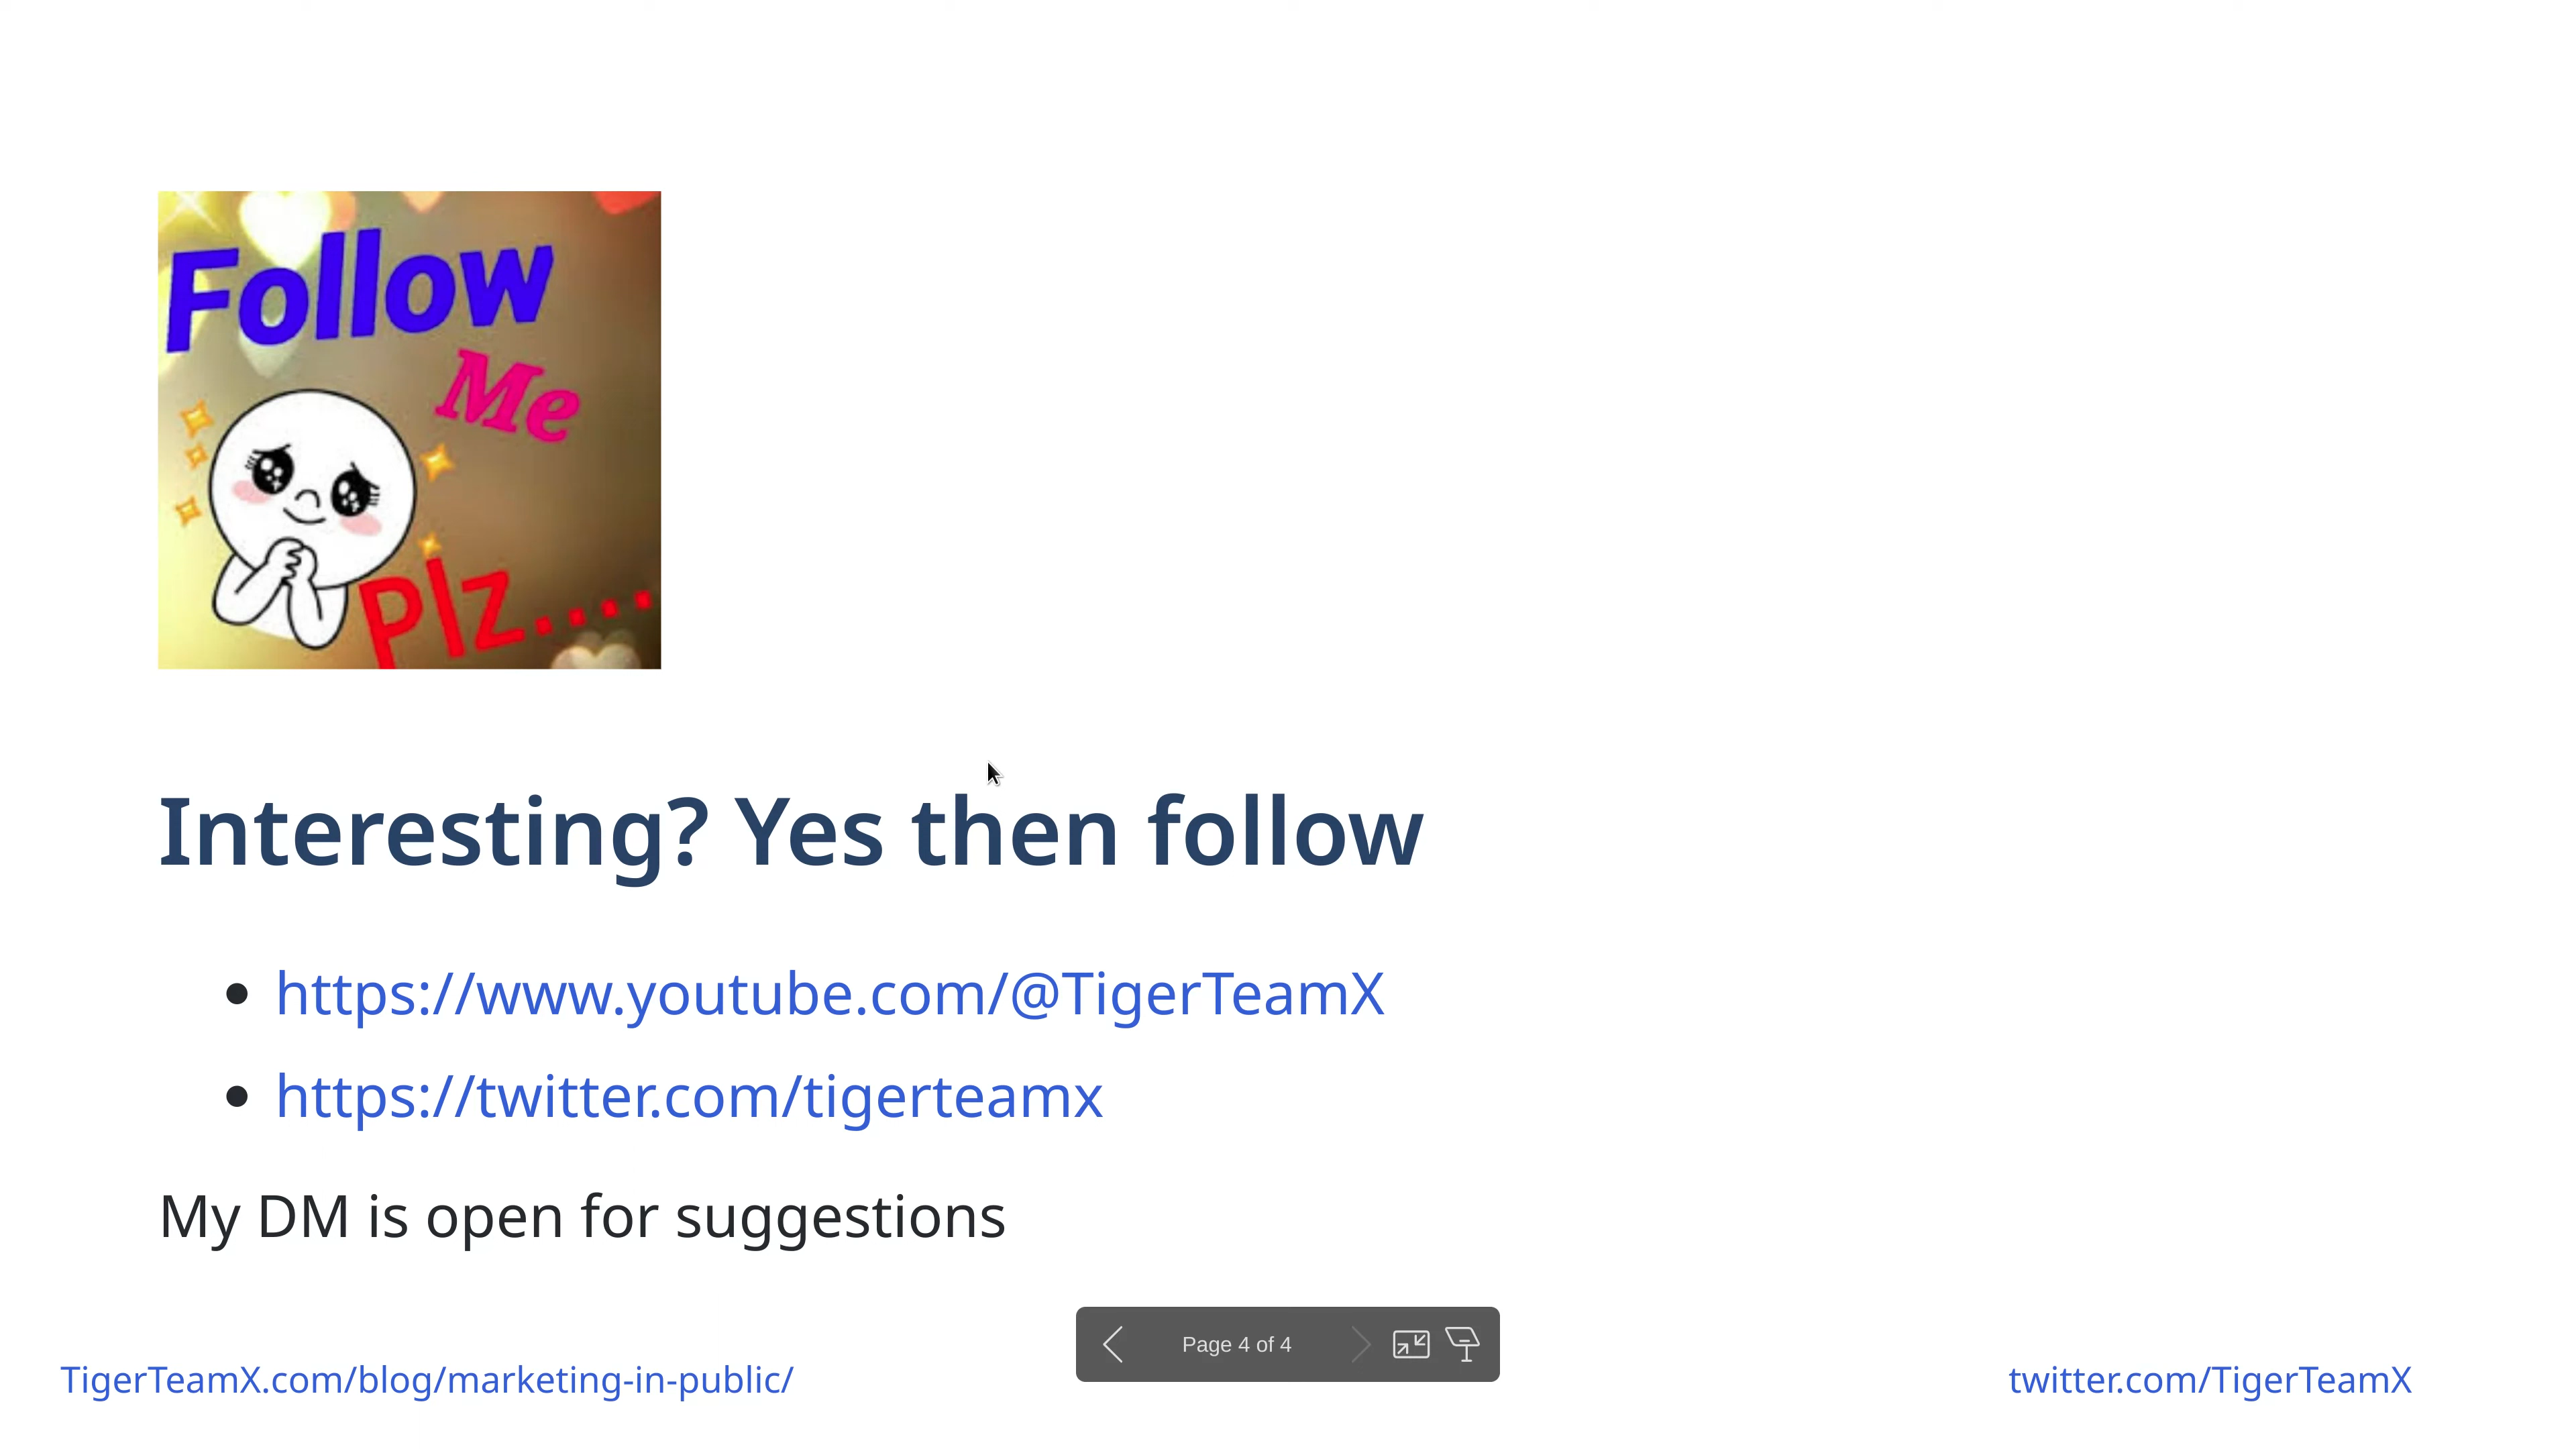 Follow
Me
Plz....
Interesting? Yes then follow
https://www.youtube.com/@TigerTeamX
https://twitter.com/tigerteamx
My DM is open for suggestions
Page 4 of 4
TigerTeamX.com/blog/marketing-in-public/
twitter.com/TigerTeamX